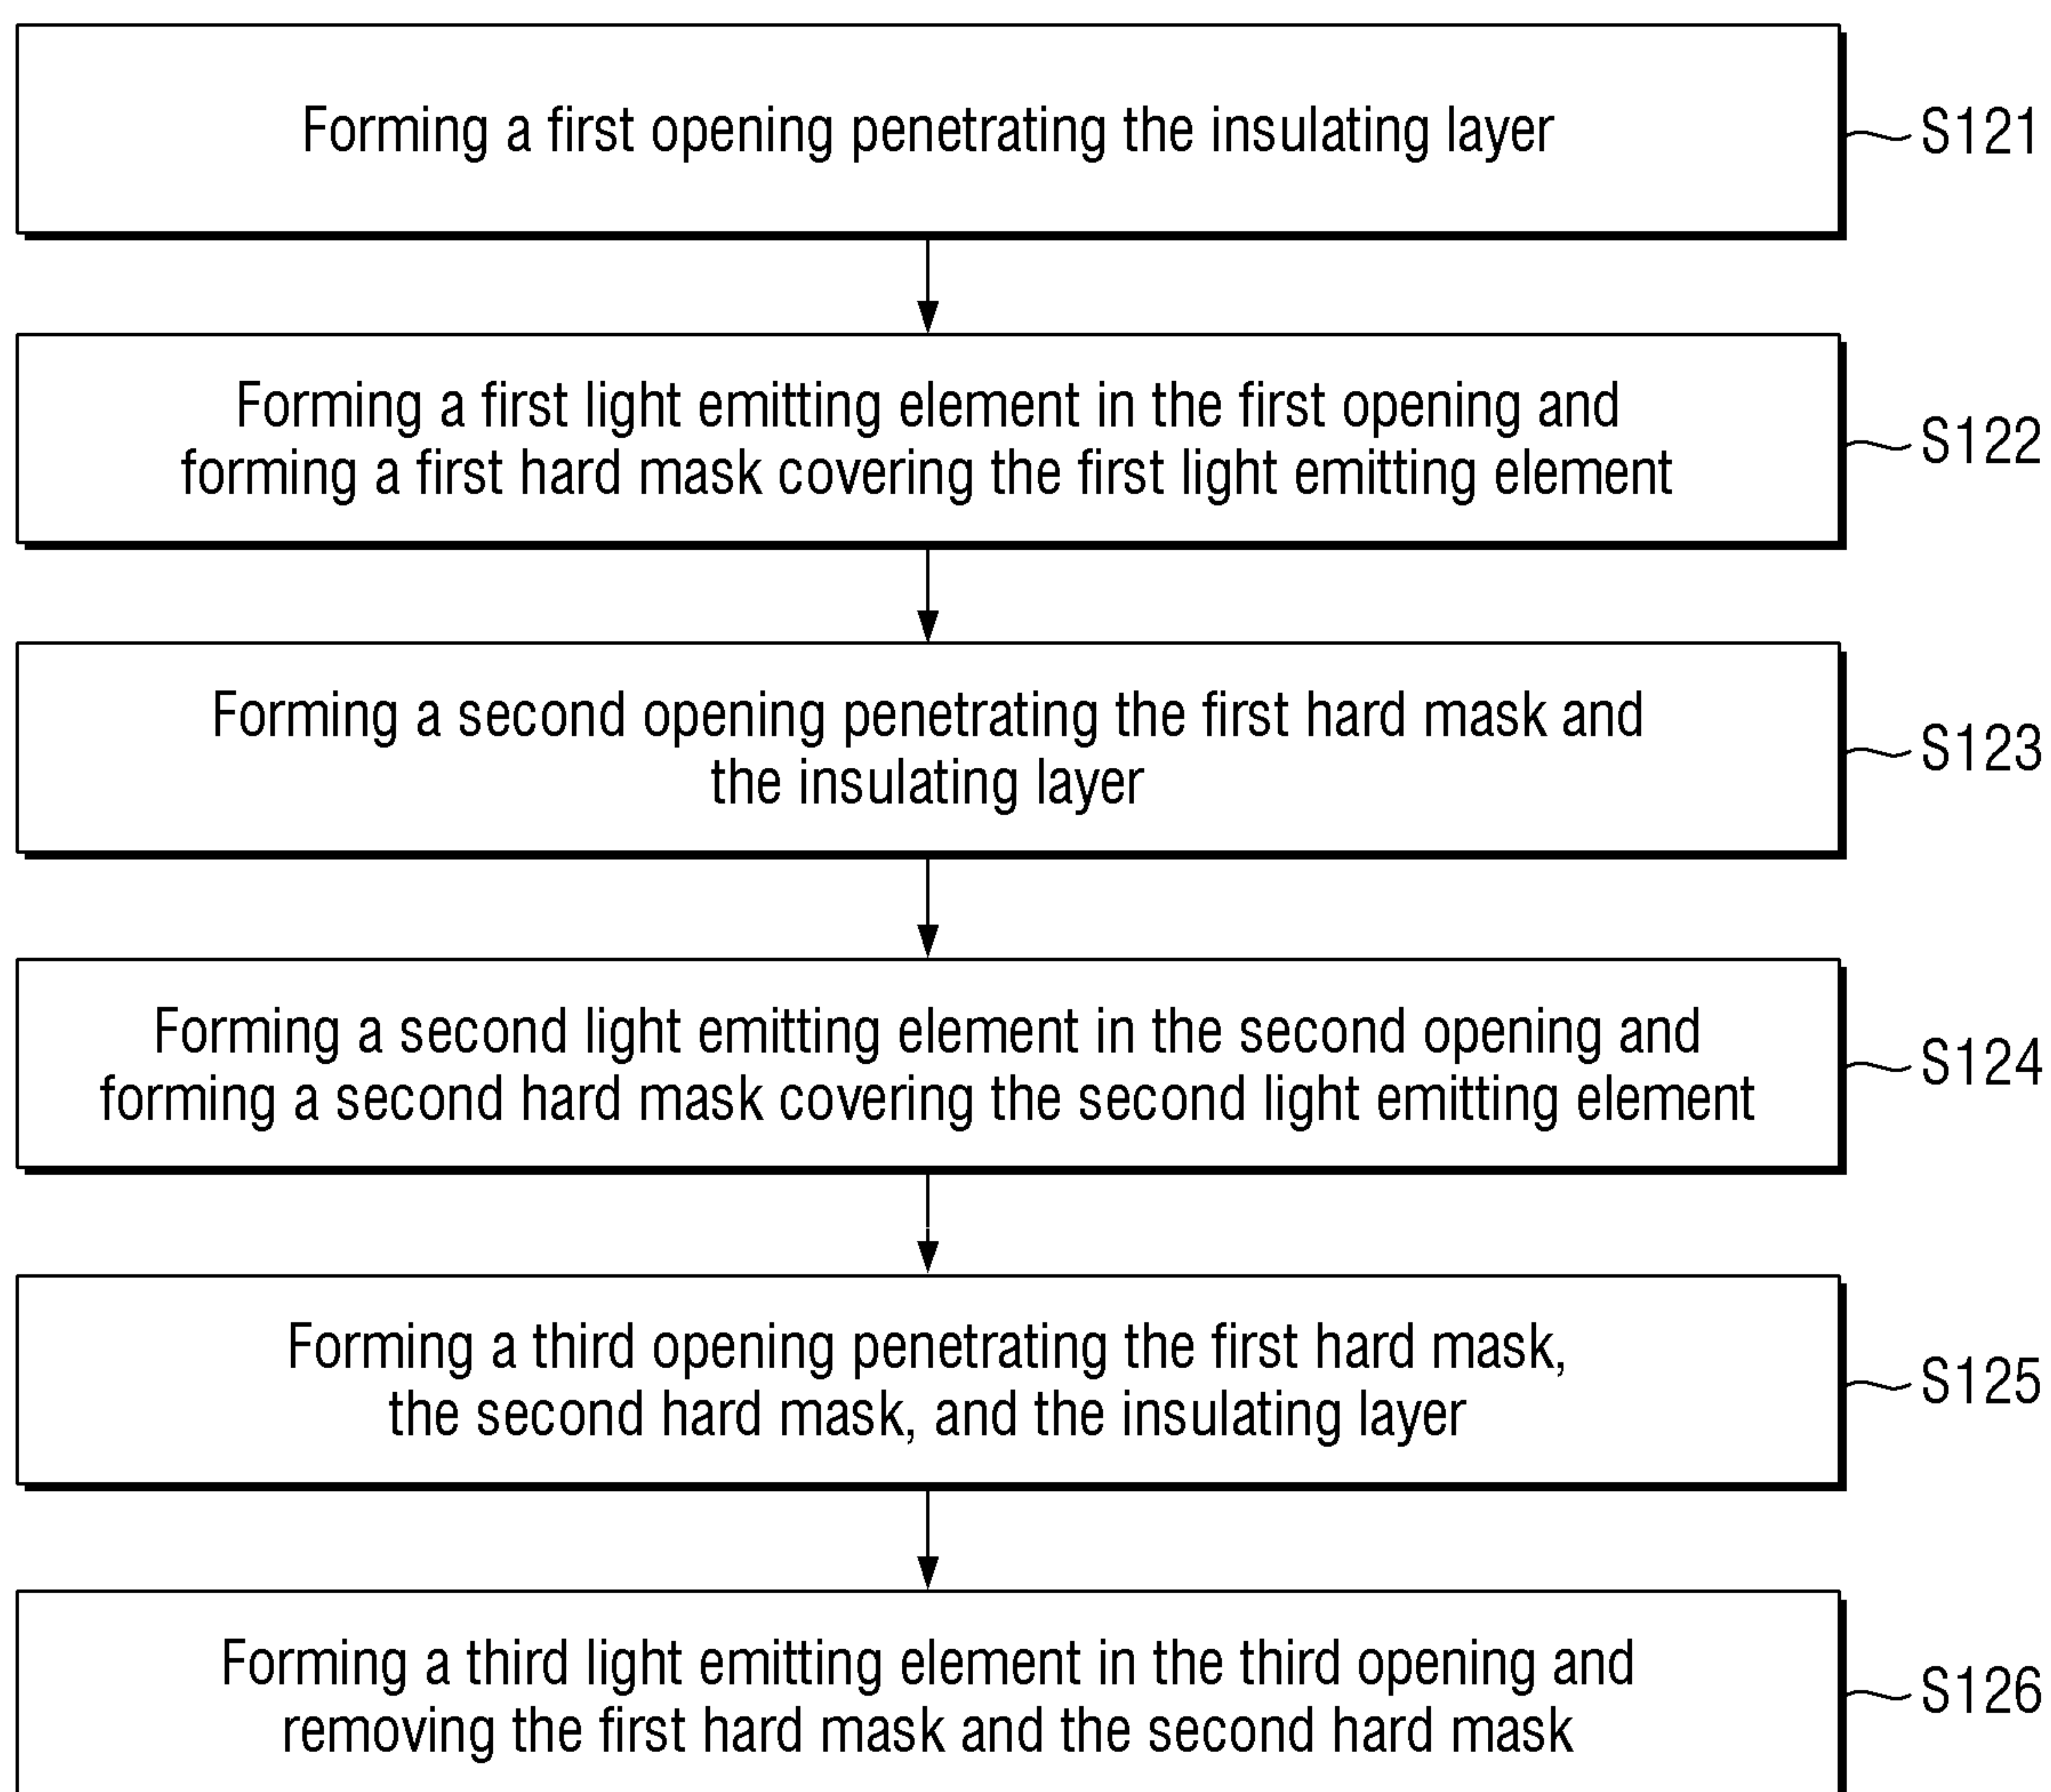 Forming a first opening penetrating the insulating layer
S121
Forming a first light emitting element in the first opening and
forming a first hard mask covering the first light emitting element
S122
Forming a second opening penetrating the first hard mask and
the insulating layer
S123
Forming a second light emitting element in the second opening and
forming a second hard mask covering the second light emitting element
S124
Forming a third opening penetrating the first hard mask,
the second hard mask, and the insulating layer
S125
Forming a third light emitting element in the third opening and
removing the first hard mask and the second hard mask
S126